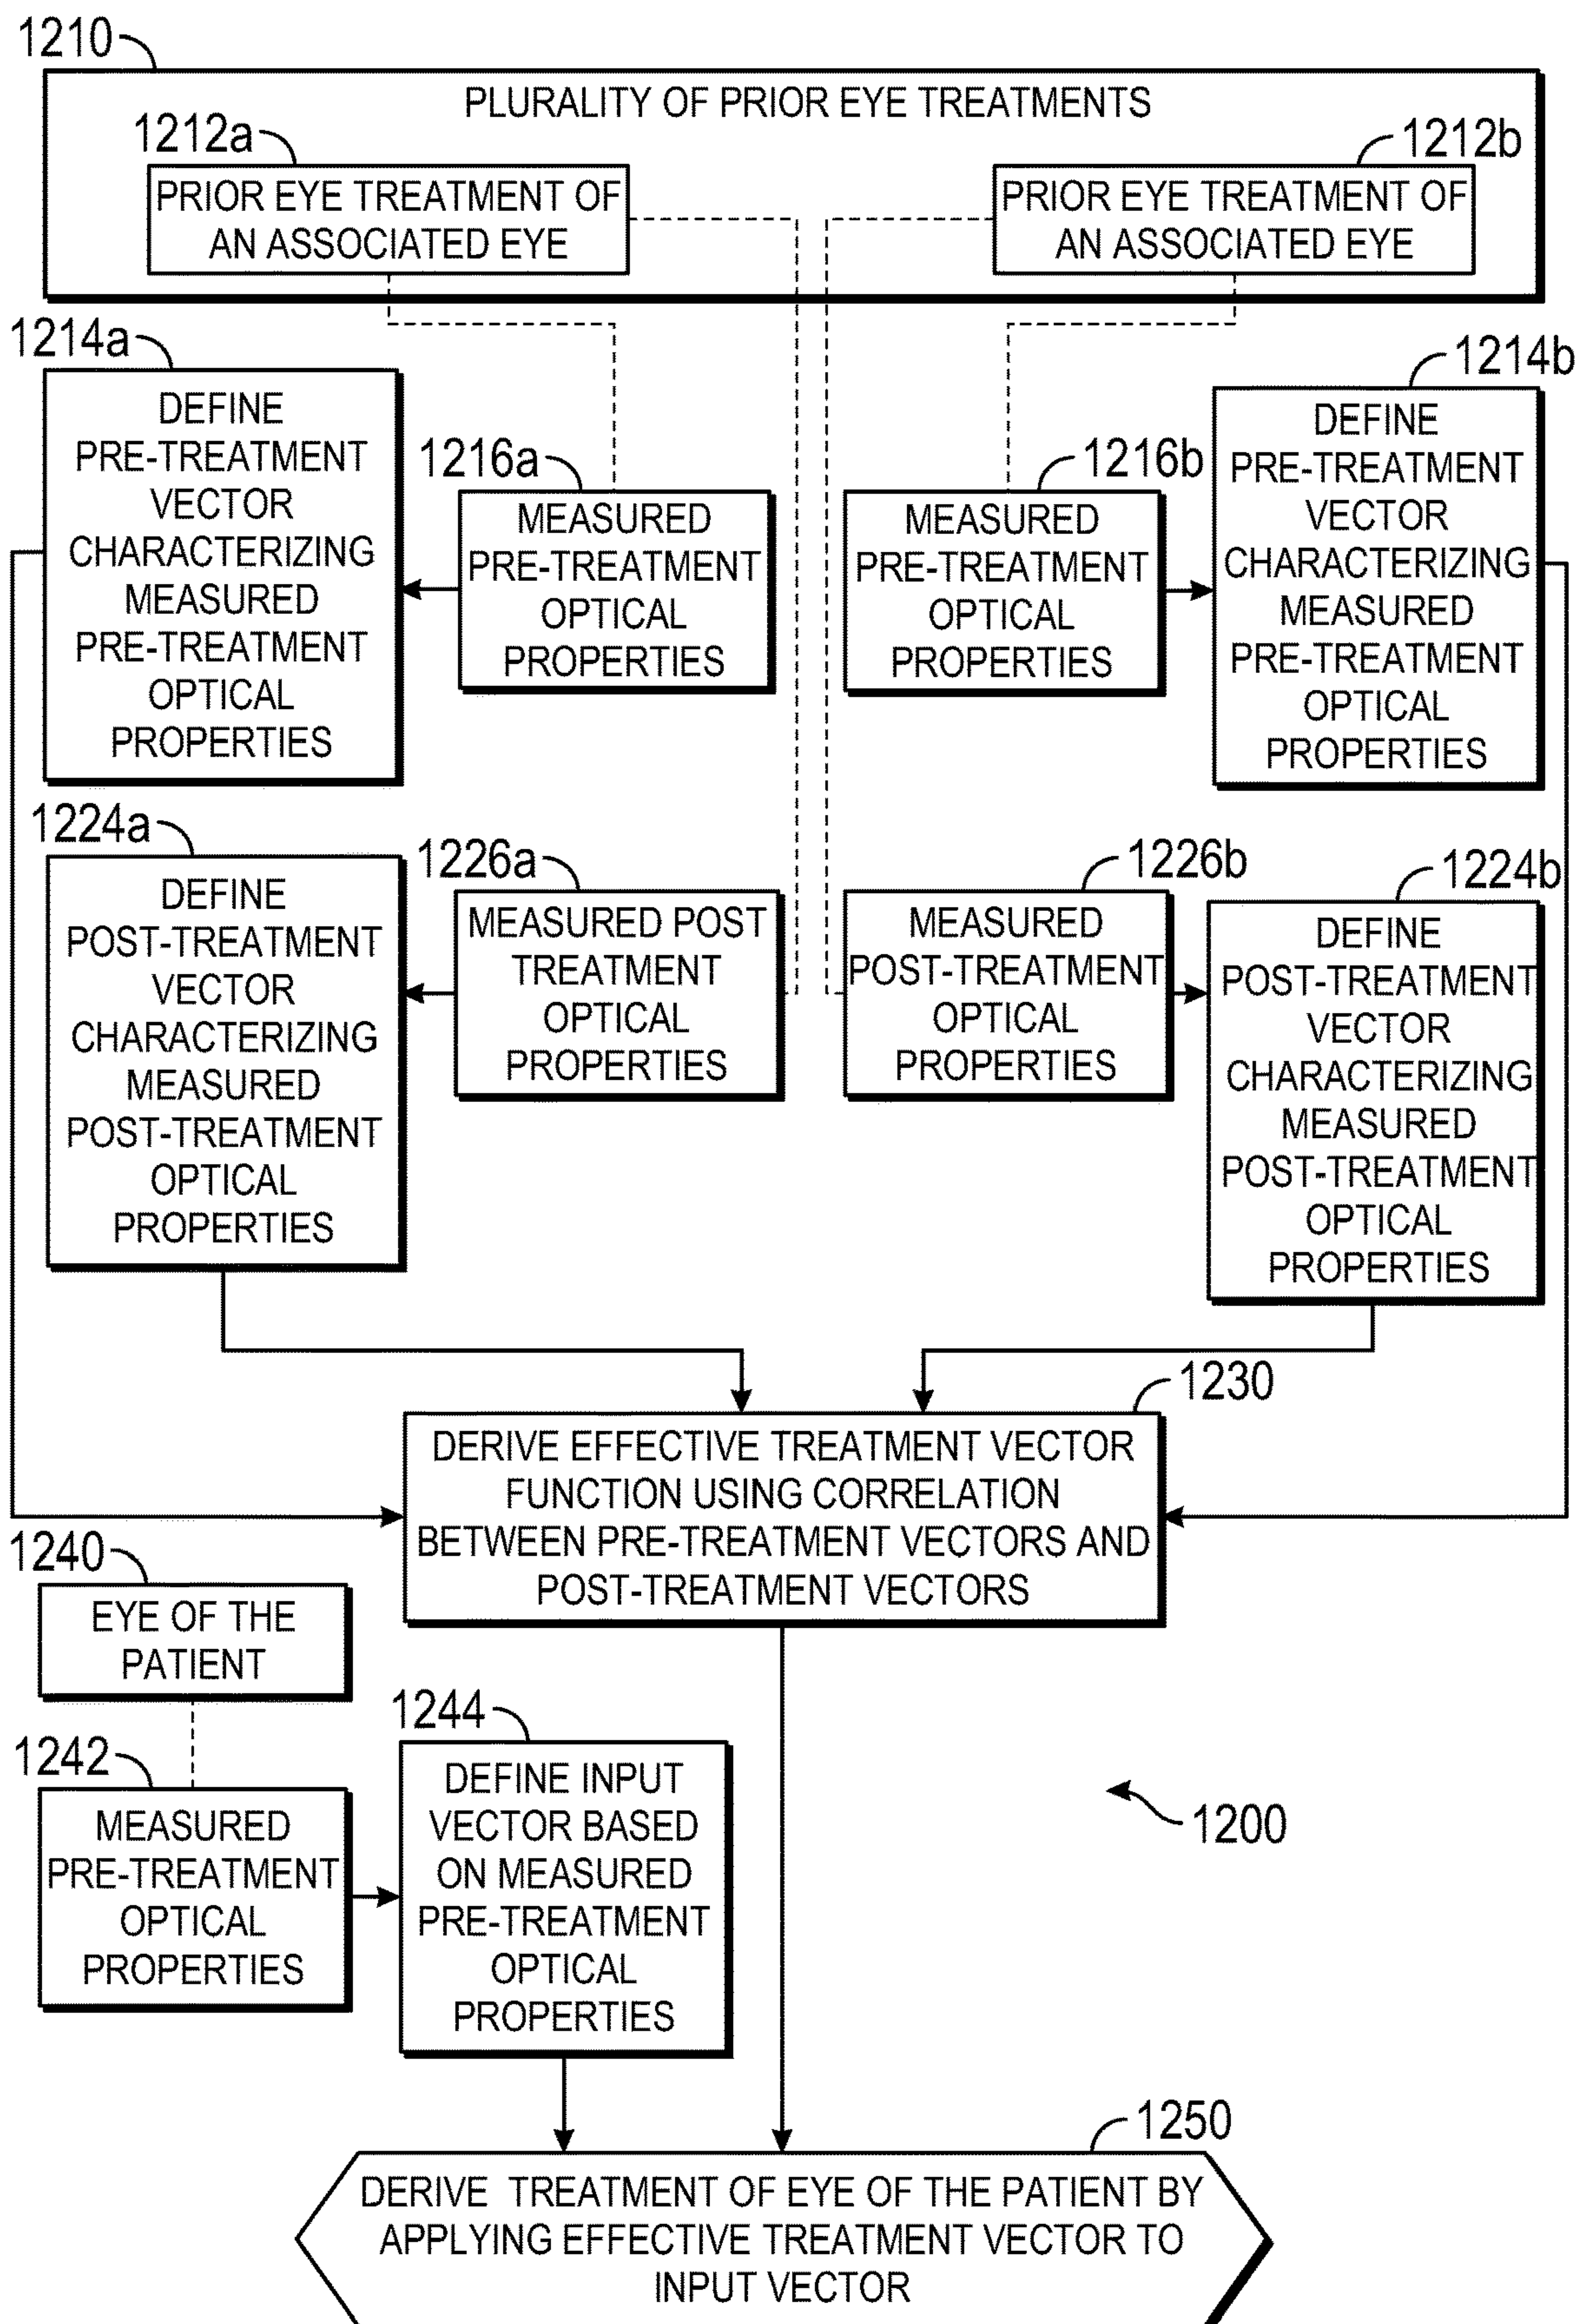 1210
PLURALITY OF PRIOR EYE TREATMENTS
1212a
1212b
PRIOR EYE TREATMENT OF
AN ASSOCIATED EYE
PRIOR EYE TREATMENT OF
AN ASSOCIATED EYE
1214a
DEFINE
PRE-TREATMENT
VECTOR
CHARACTERIZING
MEASURED
PRE-TREATMENT
OPTICAL
PROPERTIES
1216a
MEASURED
PRE-TREATMENT
OPTICAL
PROPERTIES
1216b
MEASURED
PRE-TREATMENT
OPTICAL
PROPERTIES
1214b
DEFINE
PRE-TREATMENT
VECTOR
CHARACTERIZING
MEASURED
PRE-TREATMENT
OPTICAL
PROPERTIES
1224a
DEFINE
POST-TREATMENT
VECTOR
CHARACTERIZING
MEASURED
POST-TREATMENT
OPTICAL
PROPERTIES
1226a
MEASURED POST
TREATMENT
OPTICAL
PROPERTIES
1226b
MEASURED
POST-TREATMENT
OPTICAL
PROPERTIES
1224b
DEFINE
POST-TREATMENT
VECTOR
CHARACTERIZING
MEASURED
POST-TREATMENT
OPTICAL
PROPERTIES
1230
DERIVE EFFECTIVE TREATMENT VECTOR
FUNCTION USING CORRELATION
BETWEEN PRE-TREATMENT VECTORS AND
POST-TREATMENT VECTORS
1240
EYE OF THE
PATIENT
1242
MEASURED
PRE-TREATMENT
OPTICAL
PROPERTIES
1244
DEFINE INPUT
VECTOR BASED
ON MEASURED
PRE-TREATMENT
OPTICAL
PROPERTIES
1200
1250
DERIVE TREATMENT OF EYE OF THE PATIENT BY
APPLYING EFFECTIVE TREATMENT VECTOR TO
INPUT VECTOR